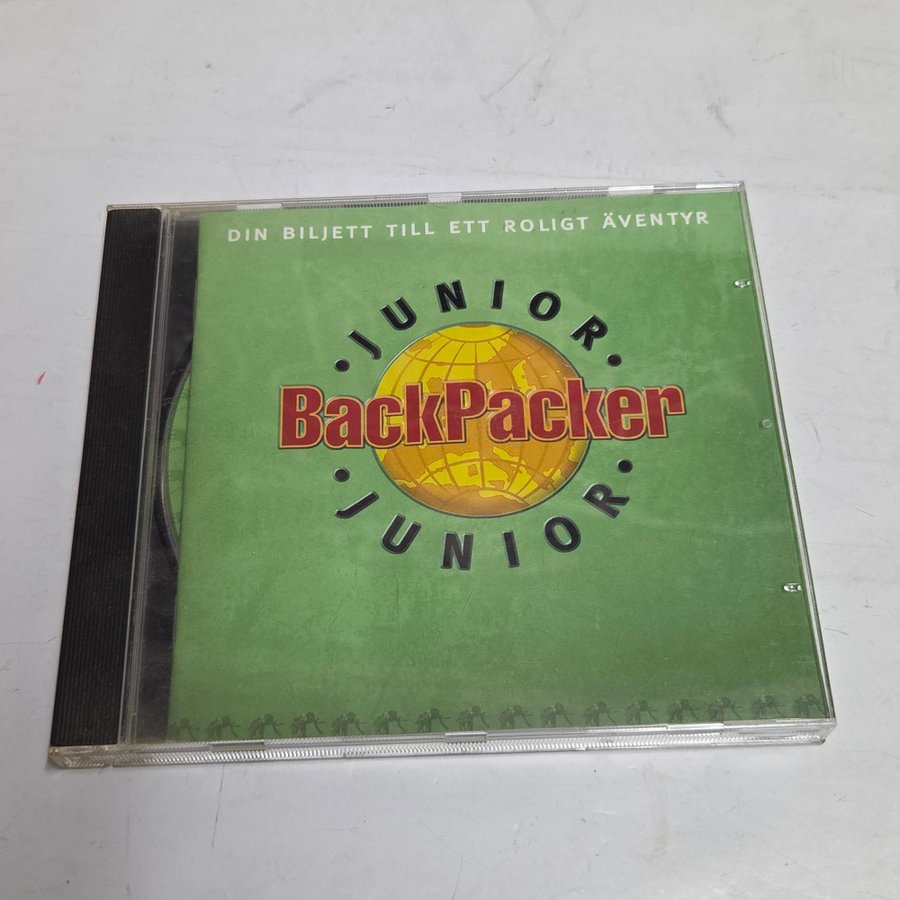 DIN BILJETT TILL ETT ROLIGT ÄVENTYR
JUNIOR
BackPacker
JUNIOR